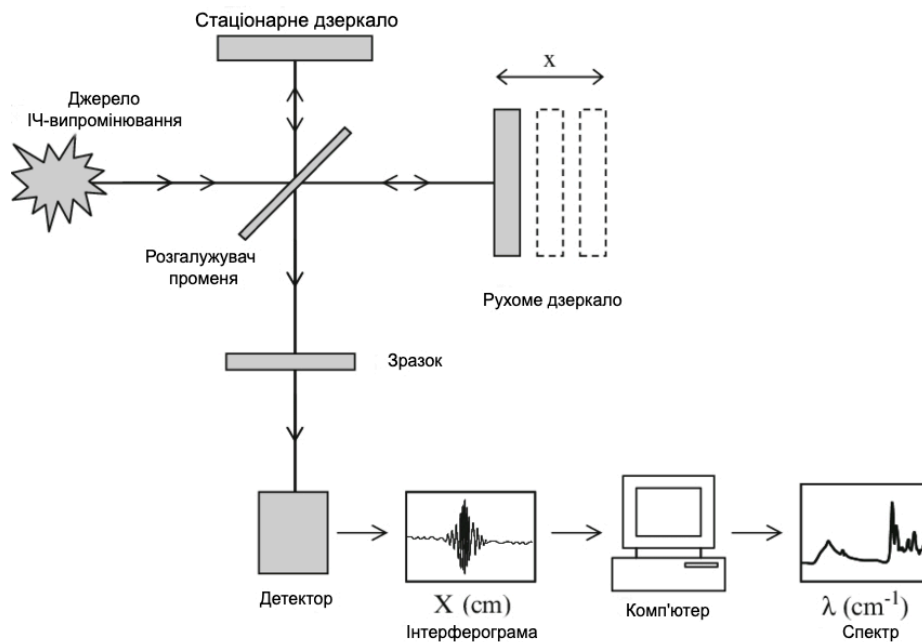 Стаціонарне дзеркало
x
Джерело
ІЧ-випромінювання
Розгалужувач
променя
Рухоме дзеркало
Зразок
Детектор
X (cm)
Інтерферограма
Комп'ютер
λ (cm⁻¹)
Спектр